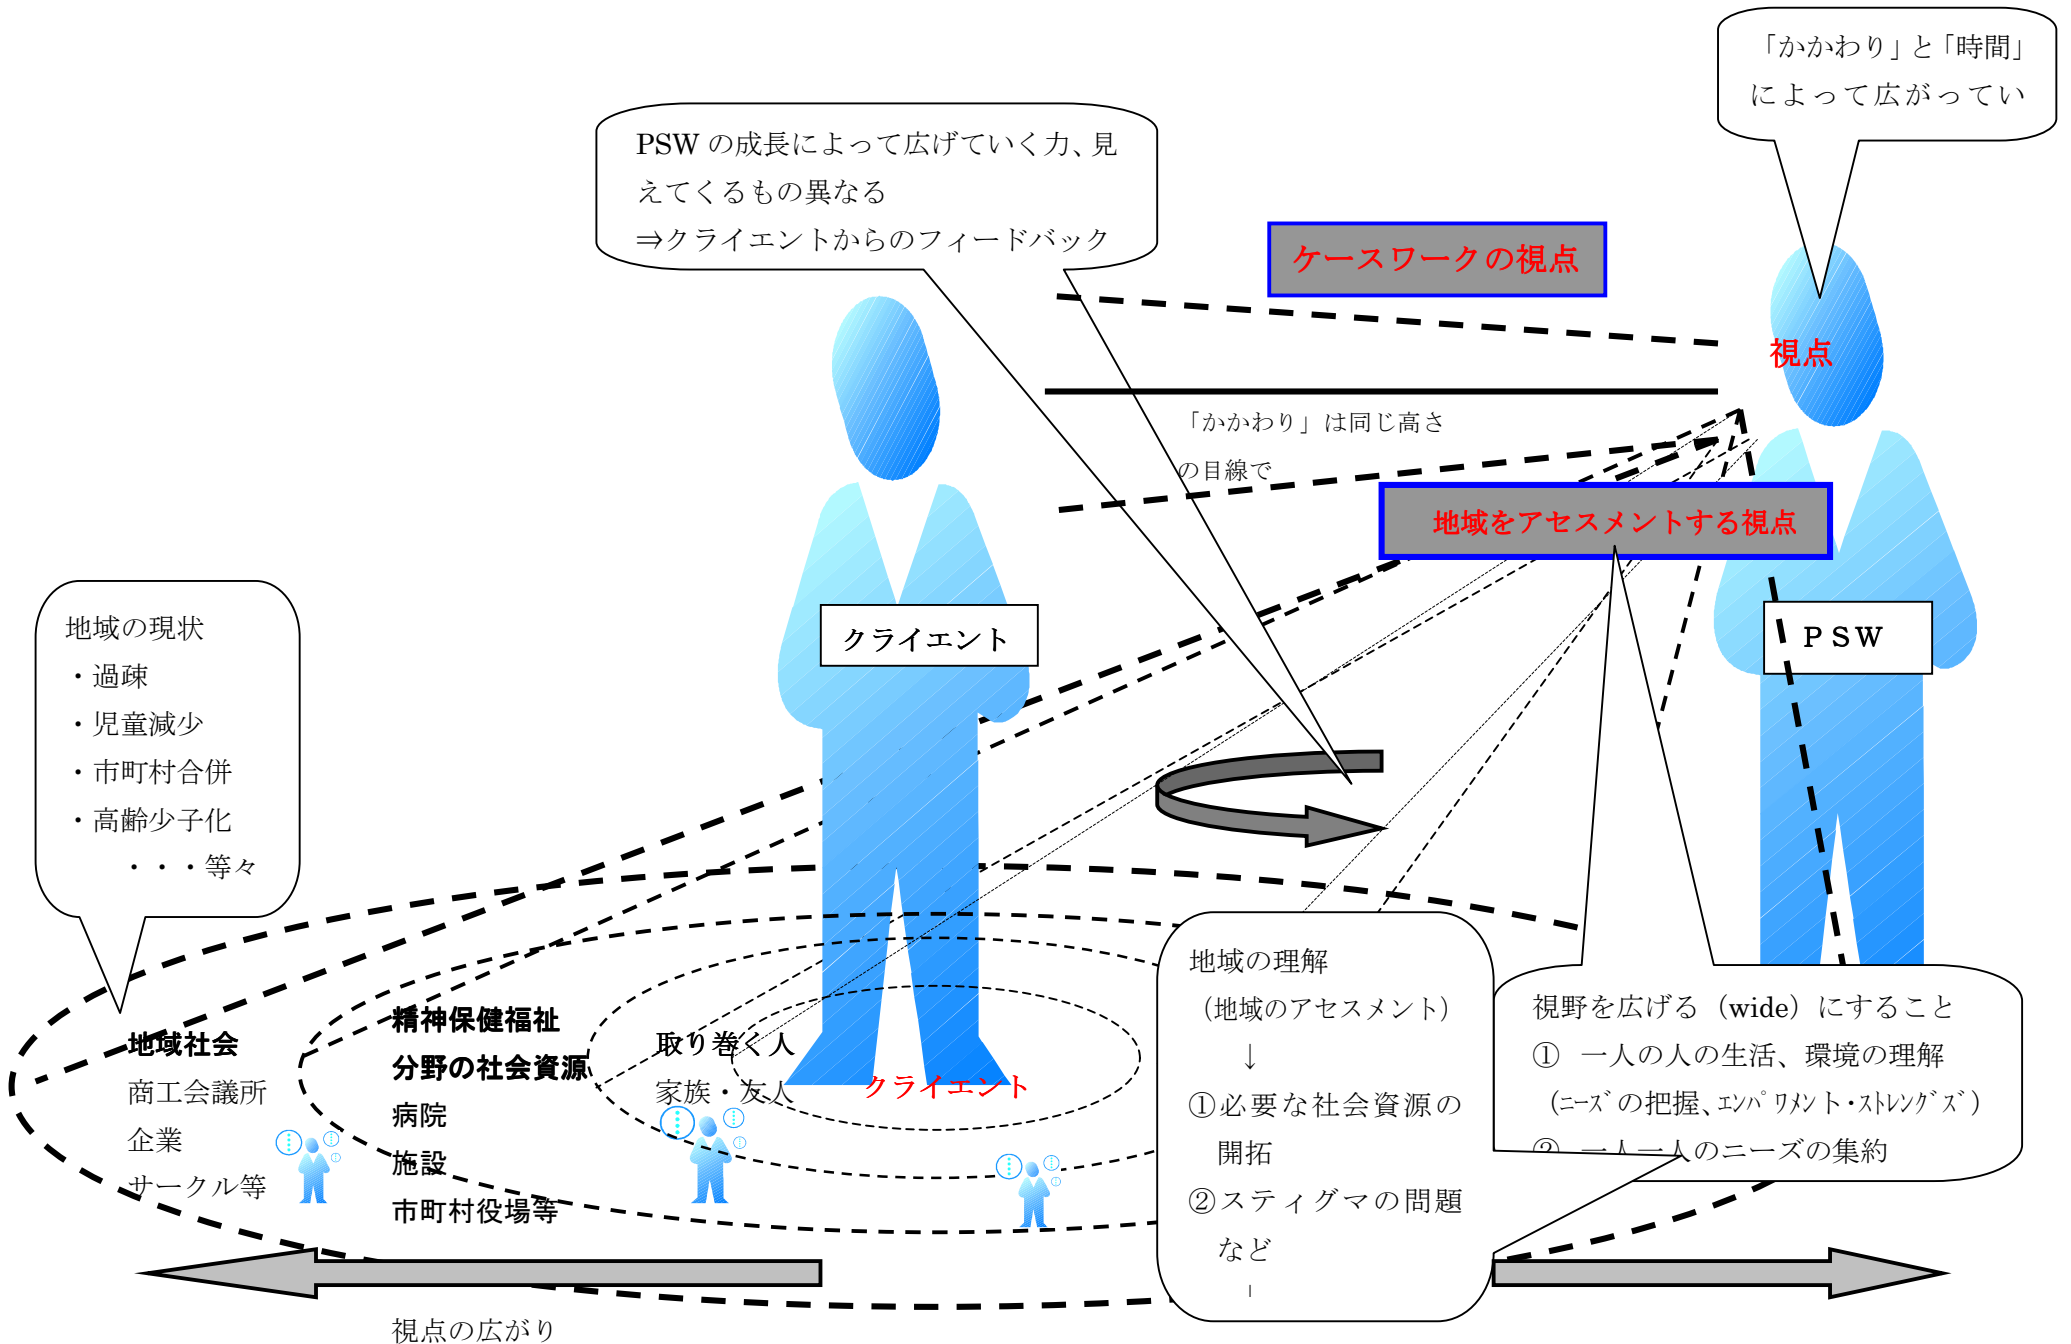 「かかわり」と「時間」
によって広がってい
PSW の成長によって広げていく力、見
えてくるもの異なる
⇒クライエントからのフィードバック
ケースワークの視点
視点
「かかわり」は同じ高さ
の目線で
地域をアセスメントする視点
クライエント
ＰＳＷ
地域の現状
・過疎
・児童減少
・市町村合併
・高齢少子化
・・・等々
地域社会
商工会議所
企業
サークル等
精神保健福祉
分野の社会資源
病院
施設
市町村役場等
取り巻く人
家族・友人
クライエント
地域の理解
（地域のアセスメント）
↓
①必要な社会資源の
開拓
②スティグマの問題
など
視野を広げる（wide）にすること
① 一人の人の生活、環境の理解
（ﾆｰｽﾞの把握、ｴﾝﾊﾟﾜﾒﾝﾄ・ｽﾄﾚﾝｸﾞｽﾞ）
② 一人一人のニーズの集約
視点の広がり